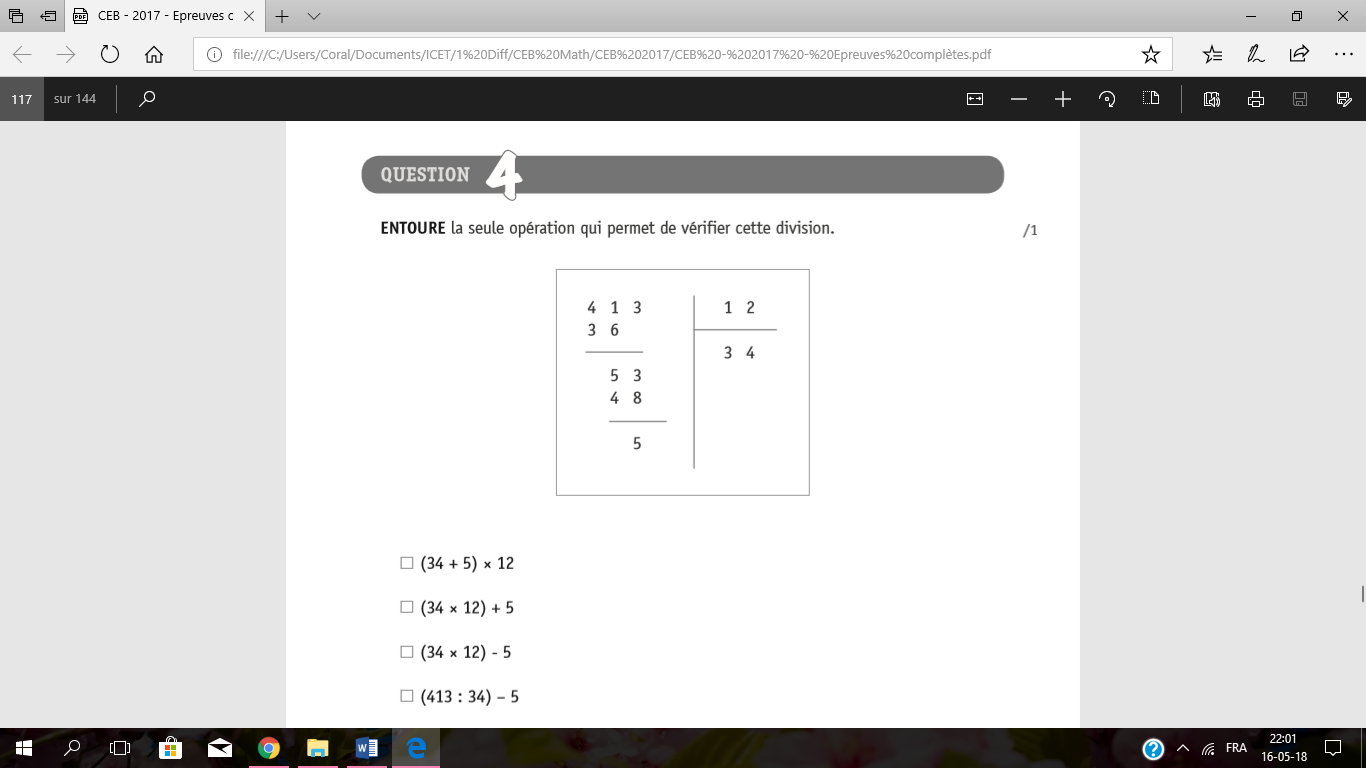 CEB - 2017 - Epreuves c
file:///C:/Users/Coral/Documents/ICET/1%20Diff/CEB%20Math/CEB%202017/CEB%20-%202017%20-%20Epreuves%20complètes.pdf
117 sur 144
QUESTION 4
ENTOURE la seule opération qui permet de vérifier cette division. /1
4 1 3 1 2
3 6
3 4
5 3
4 8
5
(34 + 5) × 12
(34 × 12) + 5
(34 × 12) - 5
(413 : 34) – 5
FRA
22:01
16-05-18